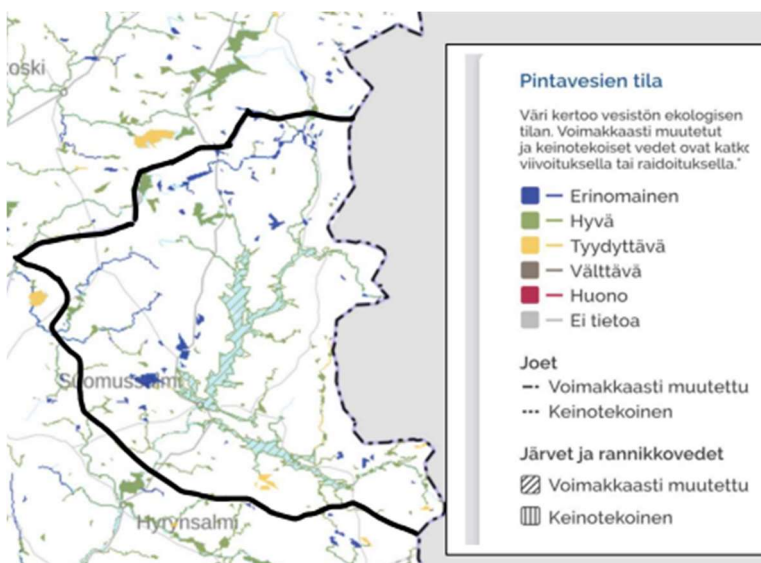 oski
Suomussalmi
Hyrynsalmi
Pintavesien tila
Väri kertoo vesistön ekologisen
tilan. Voimakkaasti muutetut
ja keinotekoiset vedet ovat katko
viivoituksella tai raidoituksella."
Erinomainen
Hyvä
Tyydyttävä
Välttävä
Huono
Ei tietoa
Joet
Voimakkaasti muutettu
Keinotekoinen
Järvet ja rannikkovedet
Voimakkaasti muutettu
Keinotekoinen